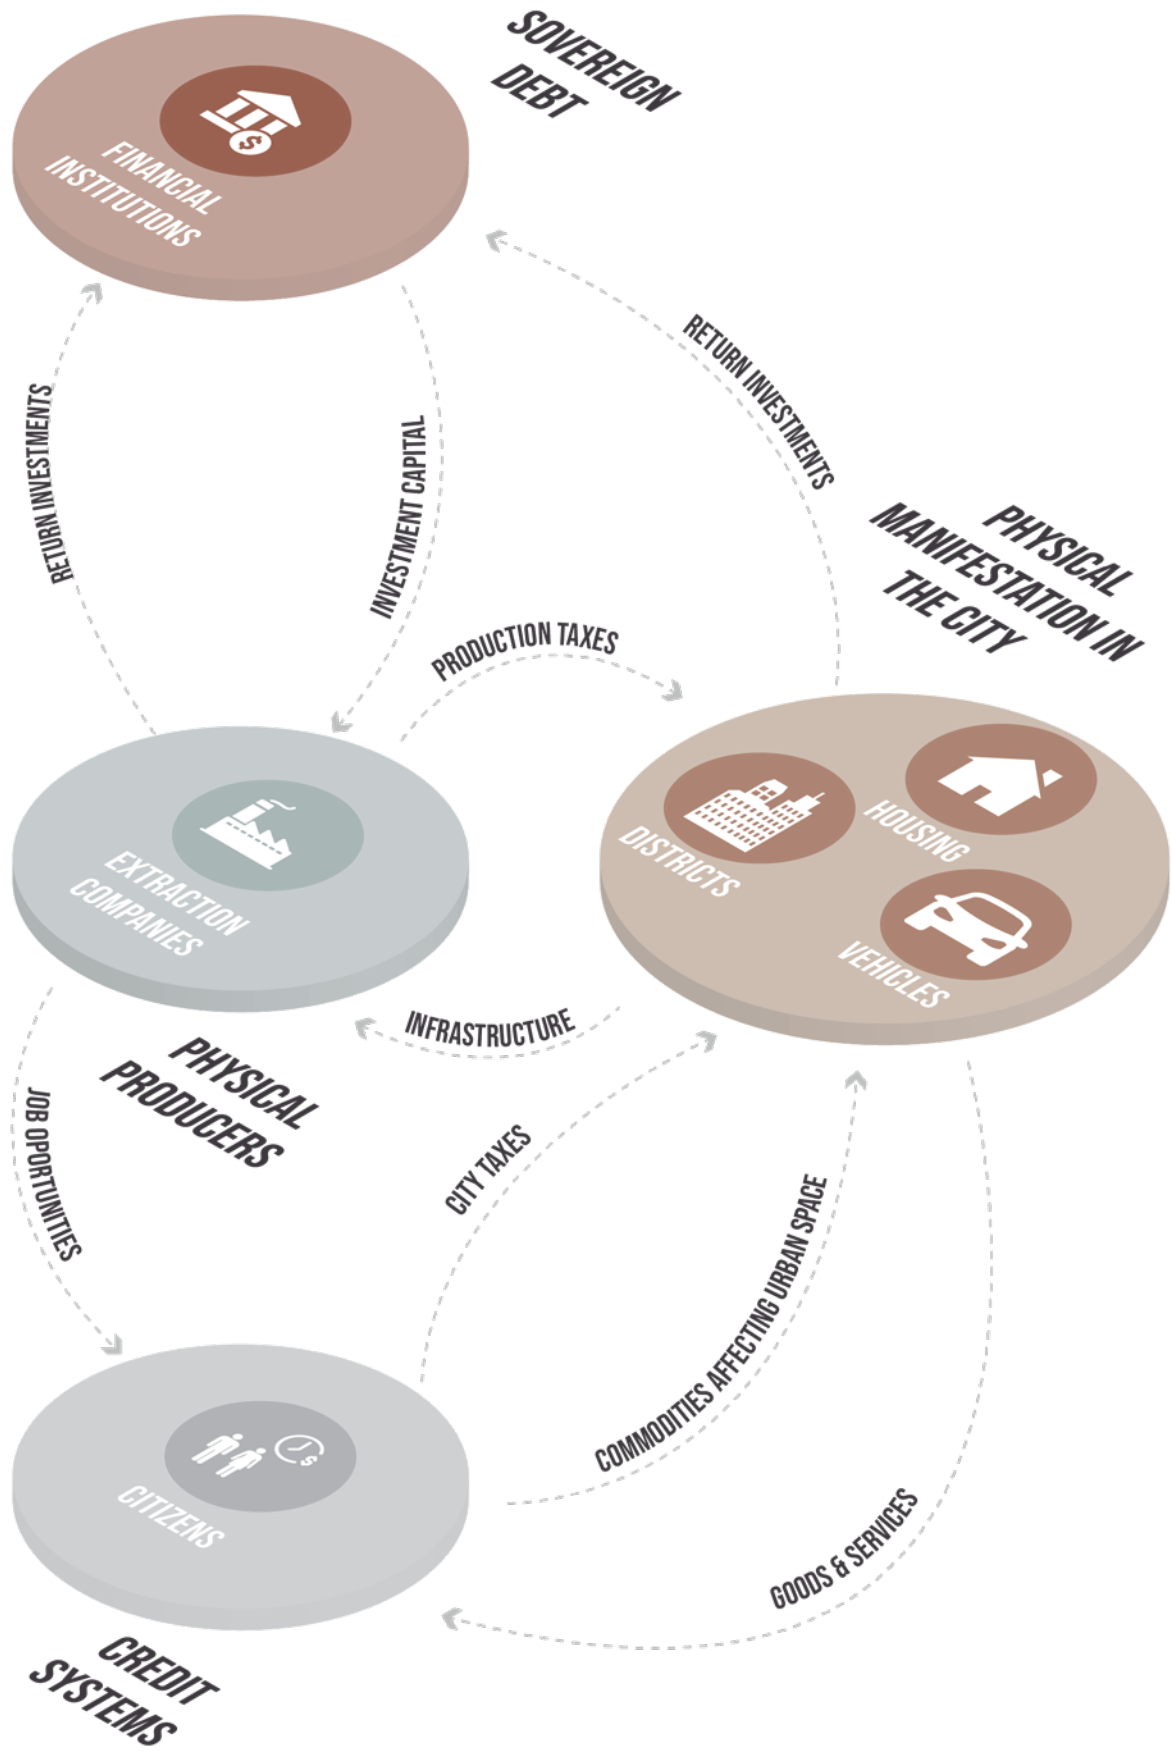 SOVEREIGN
DEBT
FINANCIAL
INSTITUTIONS
RETURN INVESTMENTS
INVESTMENT CAPITAL
RETURN INVESTMENTS
PRODUCTION TAXES
PHYSICAL
MANIFESTATION IN
THE CITY
EXTRACTION
COMPANIES
DISTRICTS
HOUSING
VEHICLES
INFRASTRUCTURE
PHYSICAL
PRODUCERS
JOB OPORTUNITIES
CITY TAXES
COMMODITIES AFFECTING URBAN SPACE
GOODS & SERVICES
CITIZENS
CREDIT
SYSTEMS